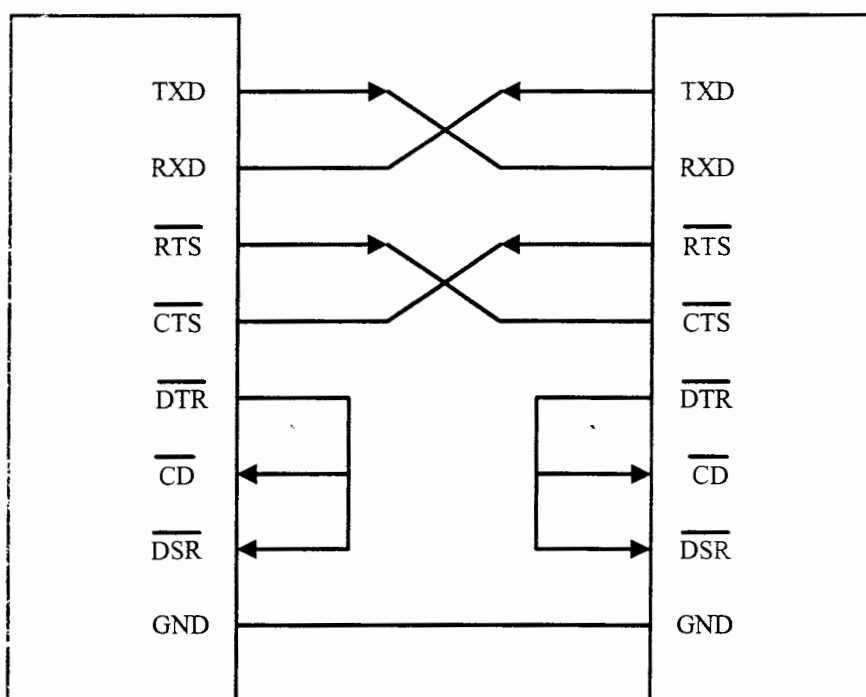 TXD TXD
RXD RXD
RTS RTS
CTS CTS
DTR DTR
CD CD
DSR DSR
GND GND